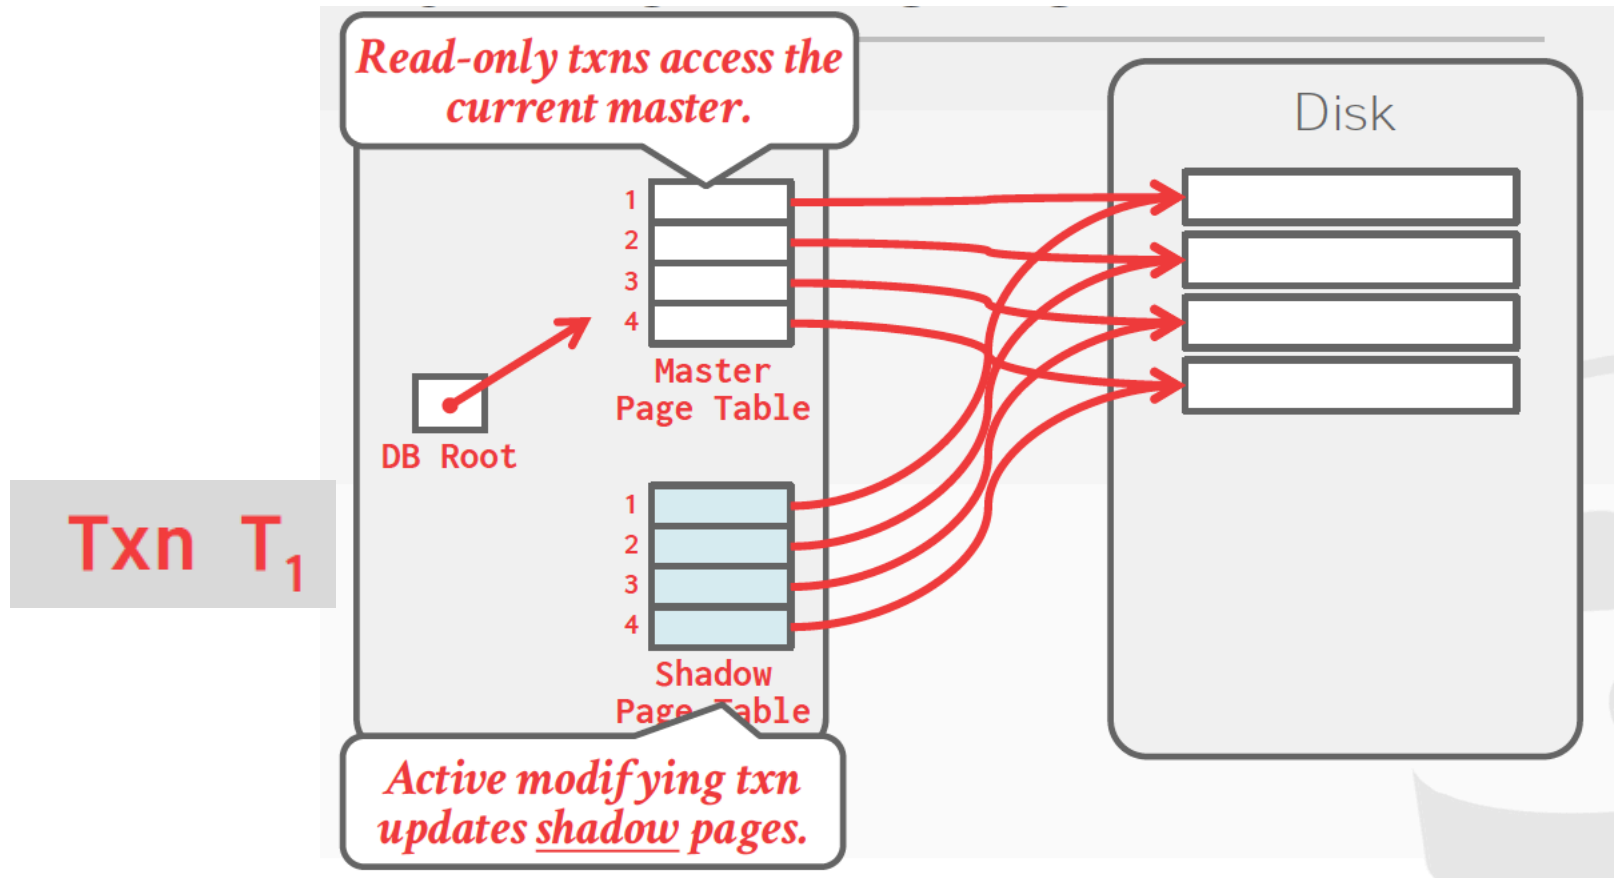 Read-only txns access the
current master.
Disk
1
2
3
4
Master
Page Table
DB Root
Txn T1
1
2
3
4
Shadow
Page Table
Active modifying txn
updates shadow pages.